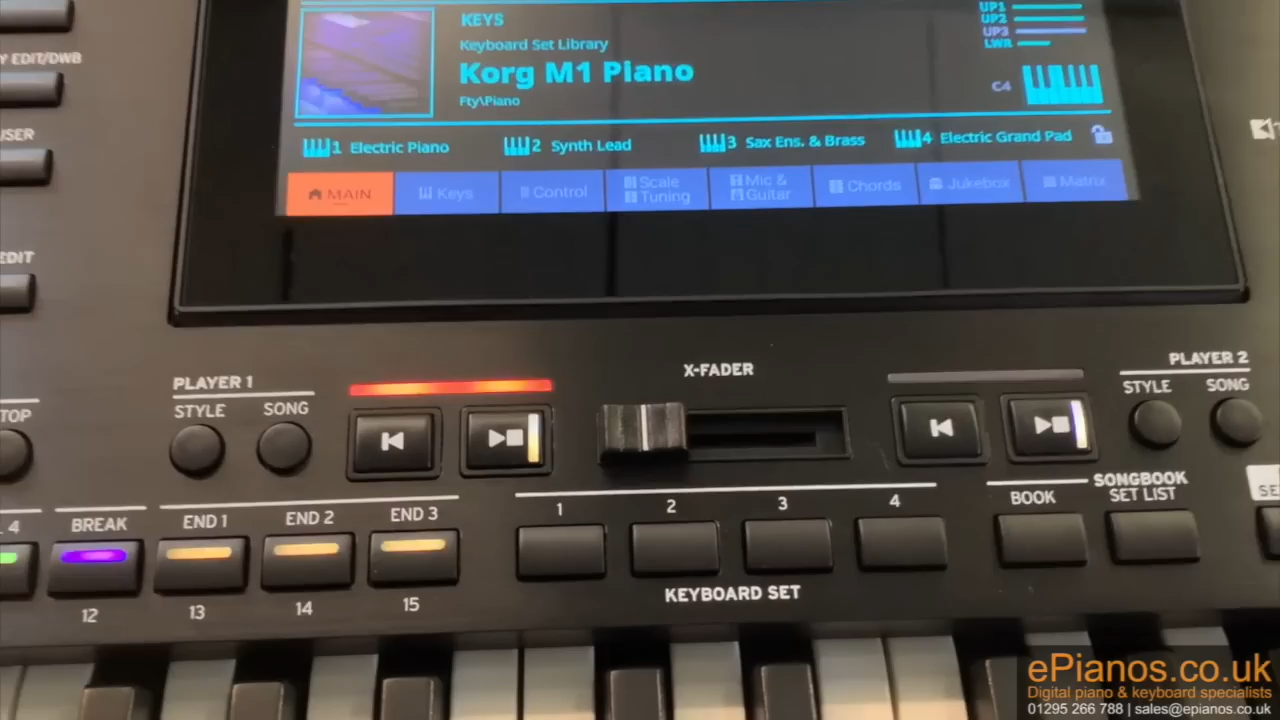 KEYS
Keyboard Set Library
Korg M1 Piano
Fty\Piano
UP1
UP2
UP3
LWR
C4
1 Electric Piano
2 Synth Lead
3 Sax Ens. & Brass
4 Electric Grand Pad
MAIN
Keys
Control
Scale
Tuning
Mic &
Guitar
Chords
Jukebox
Matrix
EDIT/DWB
USER
EDIT
TOP
PLAYER 1
STYLE
SONG
X-FADER
PLAYER 2
STYLE
SONG
4
BREAK
END 1
END 2
END 3
12
13
14
15
1
2
3
4
KEYBOARD SET
BOOK
SONGBOOK
SET LIST
SE
ePianos.co.uk
Digital piano & keyboard specialists
01295 266 788 | sales@epianos.co.uk